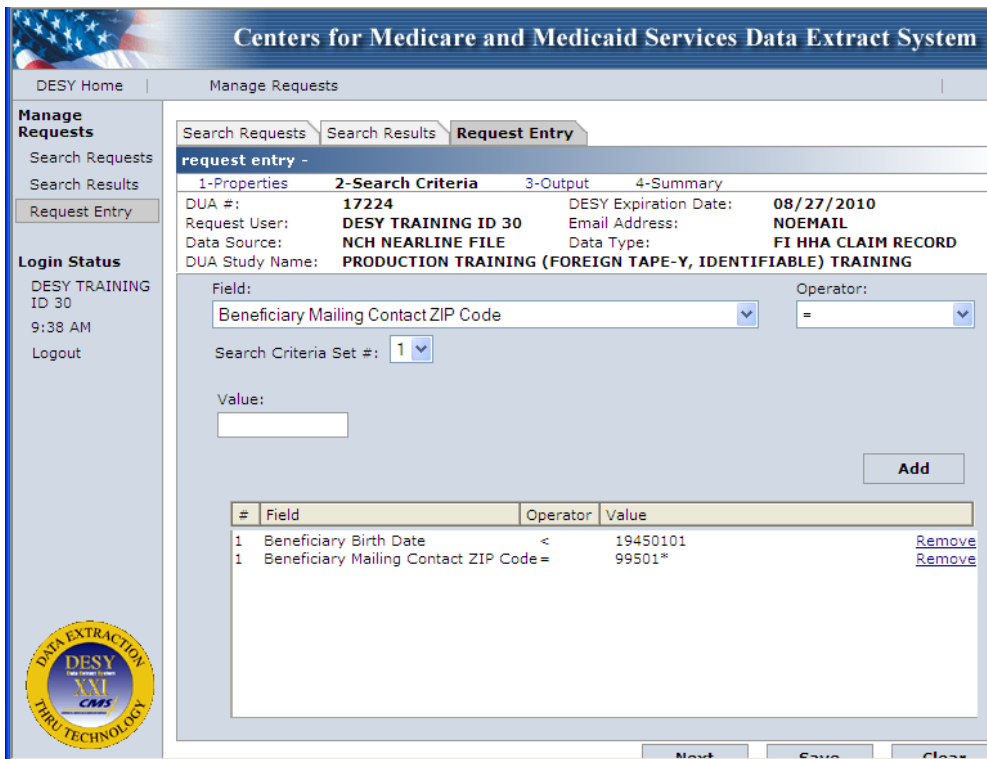 Centers for Medicare and Medicaid Services Data Extract System
DESY Home | Manage Requests |
Manage Requests
Search Requests
Search Results
Request Entry
Login Status
DESY TRAINING ID 30
9:38 AM
Logout
Search Requests Search Results Request Entry
request entry -
1-Properties 2-Search Criteria 3-Output 4-Summary
DUA #: 17224 DESY Expiration Date: 08/27/2010
Request User: DESY TRAINING ID 30 Email Address: NOEMAIL
Data Source: NCH NEARLINE FILE Data Type: FI HHA CLAIM RECORD
DUA Study Name: PRODUCTION TRAINING (FOREIGN TAPE-Y, IDENTIFIABLE) TRAINING
Field: Operator:
Beneficiary Mailing Contact ZIP Code =
Search Criteria Set #: 1
Value:
Add
# Field Operator Value
1 Beneficiary Birth Date < 19450101 Remove
1 Beneficiary Mailing Contact ZIP Code = 99501* Remove
Next Save Clear
DATA EXTRACTION
DESY
Data Extract System
XXI
CMS
THRU TECHNOLOGY